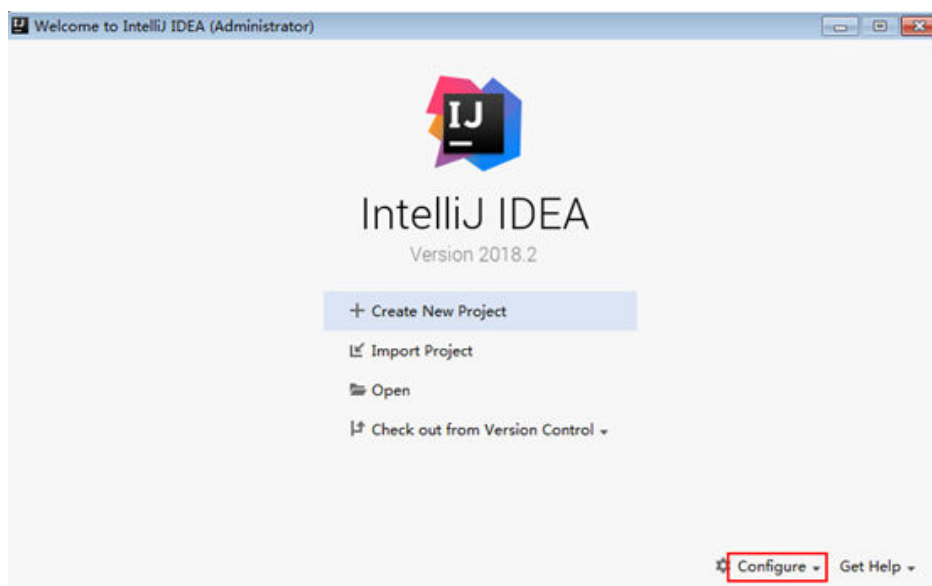 Welcome to IntelliJ IDEA (Administrator)
IJ
IntelliJ IDEA
Version 2018.2
Create New Project
Import Project
Open
Check out from Version Control
Configure Get Help